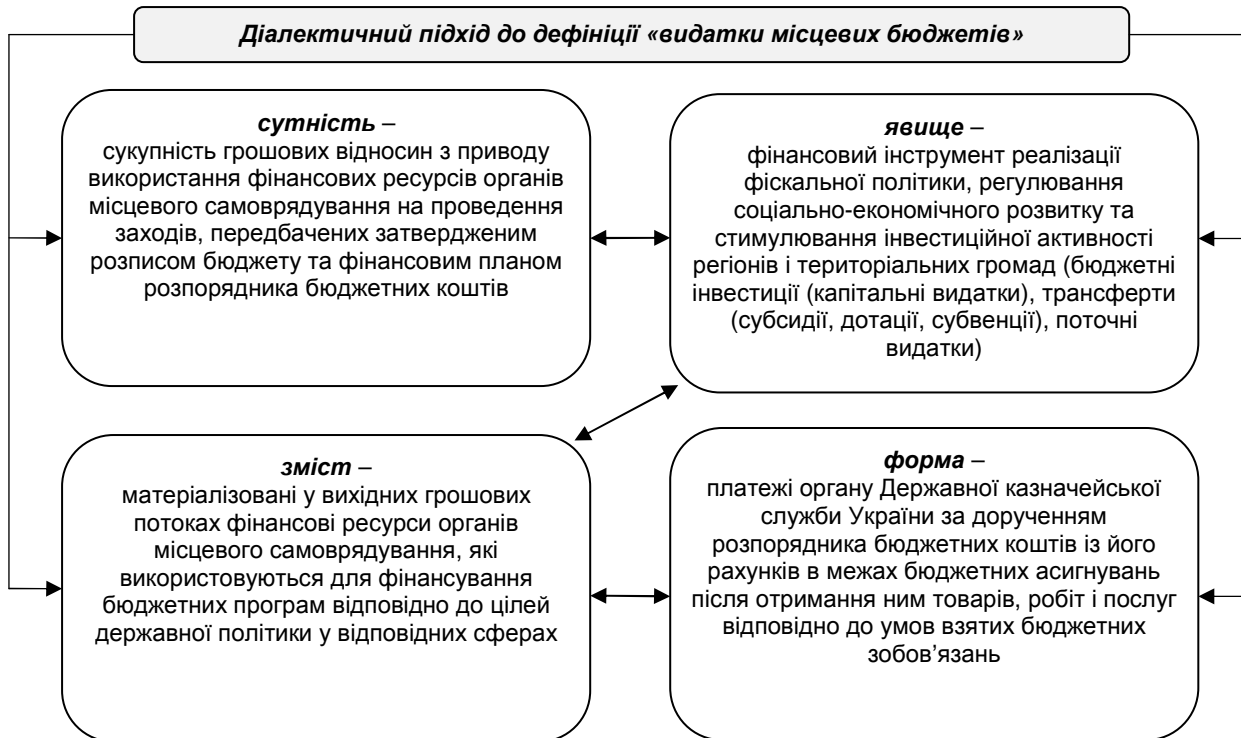 Діалектичний підхід до дефініції «видатки місцевих бюджетів»
сутність –
сукупність грошових відносин з приводу
використання фінансових ресурсів органів
місцевого самоврядування на проведення
заходів, передбачених затвердженим
розписом бюджету та фінансовим планом
розпорядника бюджетних коштів
явище –
фінансовий інструмент реалізації
фіскальної політики, регулювання
соціально-економічного розвитку та
стимулювання інвестиційної активності
регіонів і територіальних громад (бюджетні
інвестиції (капітальні видатки), трансферти
(субсидії, дотації, субвенції), поточні
видатки)
зміст –
матеріалізовані у вихідних грошових
потоках фінансові ресурси органів
місцевого самоврядування, які
використовуються для фінансування
бюджетних програм відповідно до цілей
державної політики у відповідних сферах
форма –
платежі органу Державної казначейської
служби України за дорученням
розпорядника бюджетних коштів із його
рахунків в межах бюджетних асигнувань
після отримання ним товарів, робіт і послуг
відповідно до умов взятих бюджетних
зобов’язань